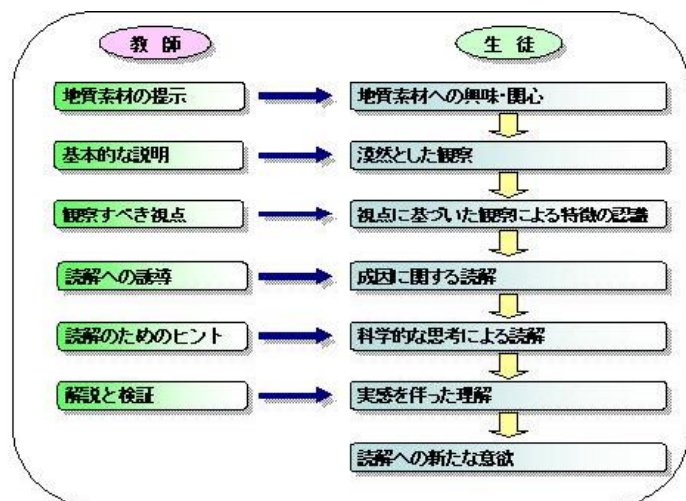 教師
生徒
地質素材の提示
地質素材への興味・関心
基本的な説明
漠然とした観察
観察すべき視点
視点に基づいた観察による特徴の認識
読解への誘導
成因に関する読解
読解のためのヒント
科学的な思考による読解
解説と検証
実感を伴った理解
読解への新たな意欲